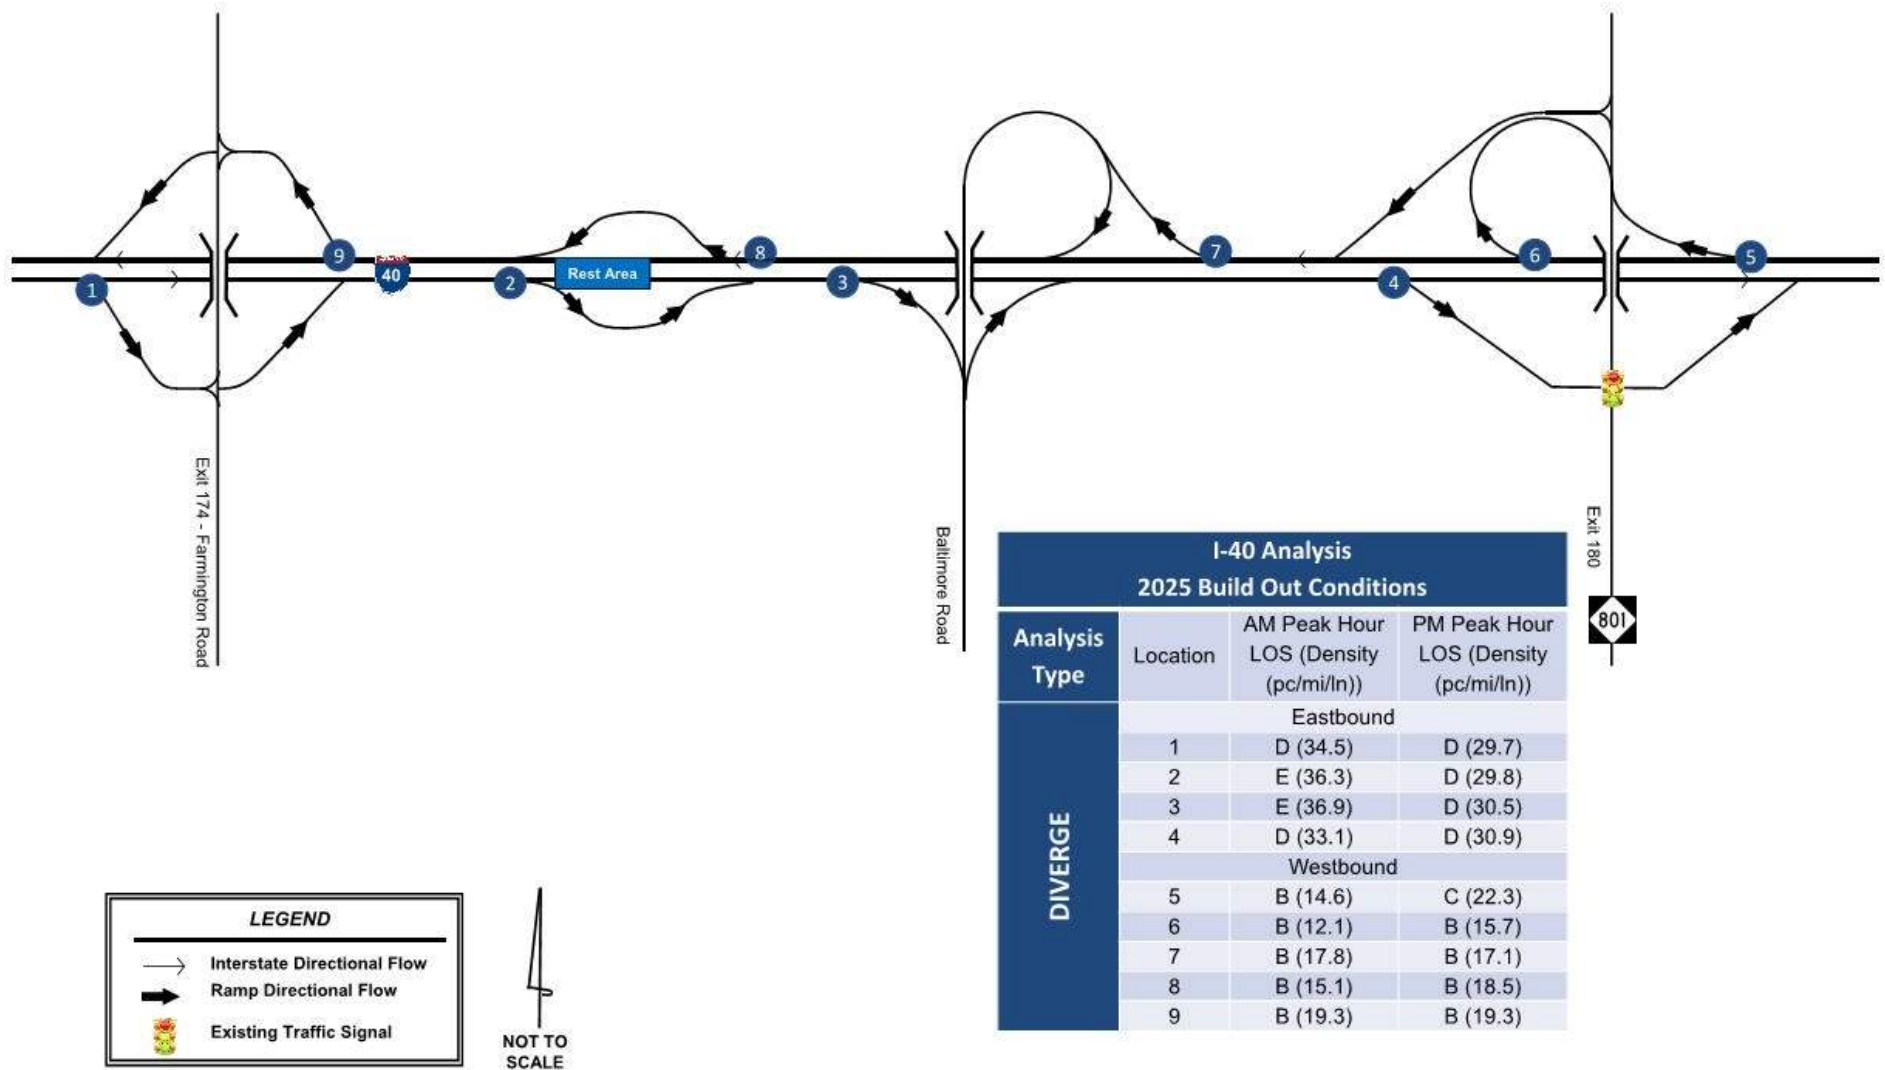 9
8
7
6
5
40
Rest Area
1
2
3
4
Exit 174 - Farmington Road
Baltimore Road
Exit 180
801
I-40 Analysis
2025 Build Out Conditions
Analysis Type
Location
AM Peak Hour LOS (Density (pc/mi/ln))
PM Peak Hour LOS (Density (pc/mi/ln))
DIVERGE
Eastbound
1 D (34.5) D (29.7)
2 E (36.3) D (29.8)
3 E (36.9) D (30.5)
4 D (33.1) D (30.9)
Westbound
5 B (14.6) C (22.3)
6 B (12.1) B (15.7)
7 B (17.8) B (17.1)
8 B (15.1) B (18.5)
9 B (19.3) B (19.3)
LEGEND
Interstate Directional Flow
Ramp Directional Flow
Existing Traffic Signal
NOT TO
SCALE